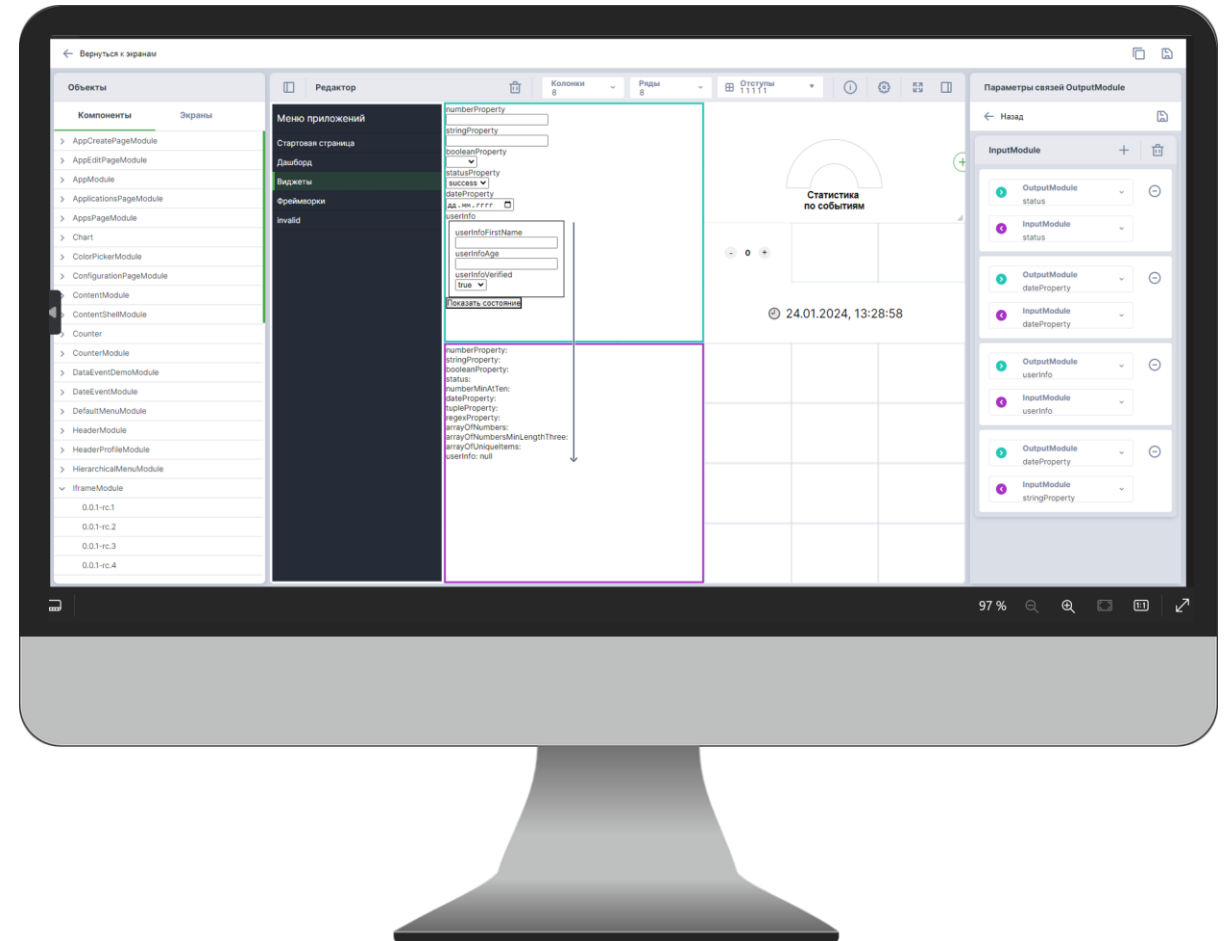 Вернуться к экранам
Объекты
Компоненты Экраны
AppCreatePageModule
AppEditPageModule
AppModule
ApplicationsPageModule
AppsPageModule
Chart
ColorPickerModule
ConfigurationPageModule
ContentModule
ContentShellModule
Counter
CounterModule
DataEventDemoModule
DateEventModule
DefaultMenuModule
HeaderModule
HeaderProfileModule
HierarchicalMenuModule
IframeModule
0.0.1-rc.1
0.0.1-rc.2
0.0.1-rc.3
0.0.1-rc.4
Редактор
Колонки
8
Ряды
8
Отступы
1 1 1 1 1
Меню приложений
Стартовая страница
Дашборд
Виджеты
Фреймворки
invalid
numberProperty
stringProperty
booleanProperty
statusProperty
success
dateProperty
дд.мм.гггг
userInfo
userInfoFirstName
userInfoAge
userInfoVerified
true
Показать состояние
numberProperty:
stringProperty:
booleanProperty:
status:
numberMinAtTen:
dateProperty:
tupleProperty:
regexProperty:
arrayOfNumbers:
arrayOfNumbersMinLengthThree:
arrayOfUniqueItems:
userInfo: null
Статистика
по событиям
- 0 +
24.01.2024, 13:28:58
Параметры связей OutputModule
Назад
InputModule
OutputModule
status
InputModule
status
OutputModule
dateProperty
InputModule
dateProperty
OutputModule
userInfo
InputModule
userInfo
OutputModule
dateProperty
InputModule
stringProperty
97 %
1:1